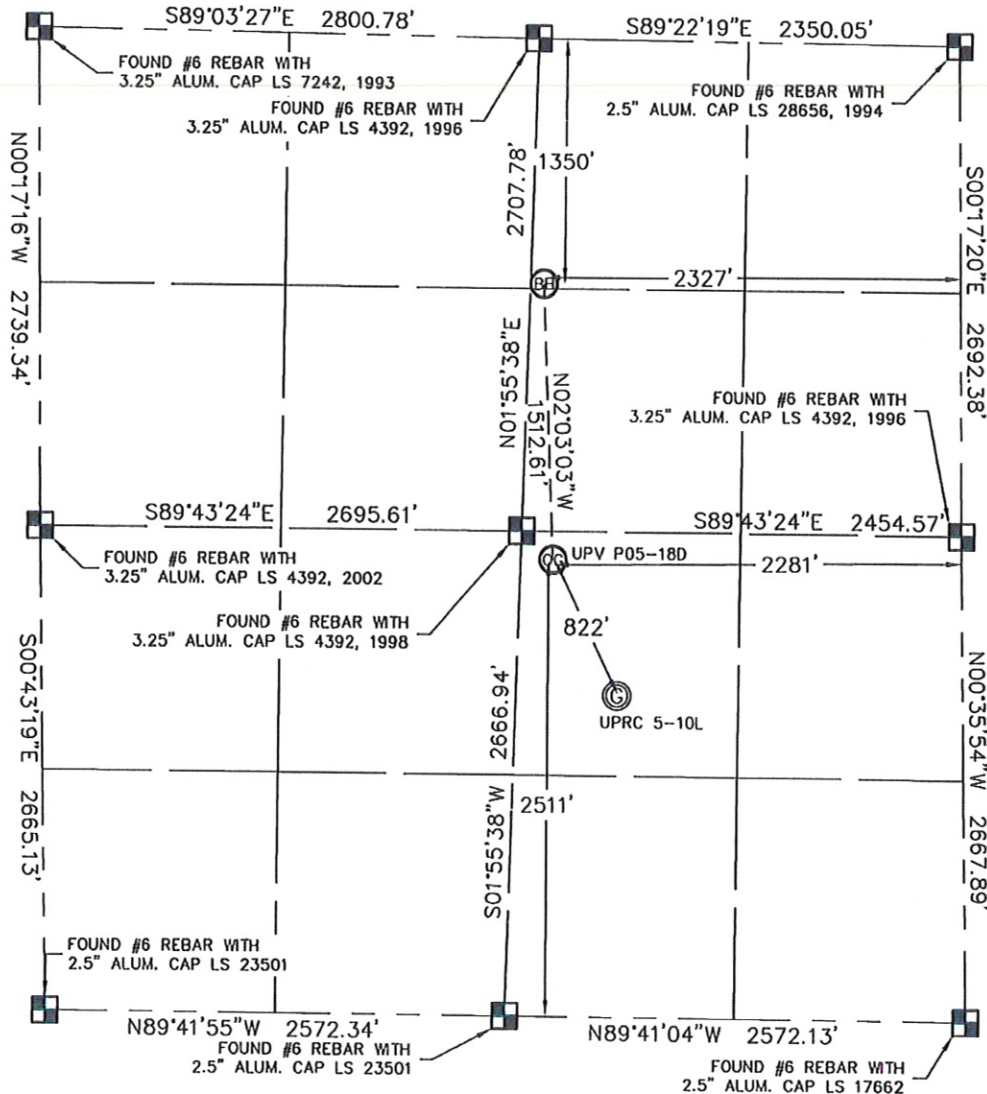 S89°03'27"E 2800.78'
S89°22'19"E 2350.05'
FOUND #6 REBAR WITH
3.25" ALUM. CAP LS 7242, 1993
FOUND #6 REBAR WITH
3.25" ALUM. CAP LS 4392, 1996
FOUND #6 REBAR WITH
2.5" ALUM. CAP LS 28656, 1994
N00°17'16"W 2739.34'
2707.78'
1350'
S00°17'20"E 2692.38'
BH
2327'
N01°55'38"E
N02°03'03"W
1512.61'
FOUND #6 REBAR WITH
3.25" ALUM. CAP LS 4392, 1996
S89°43'24"E 2695.61'
S89°43'24"E 2454.57'
FOUND #6 REBAR WITH
3.25" ALUM. CAP LS 4392, 2002
UPV P05-18D
2281'
FOUND #6 REBAR WITH
3.25" ALUM. CAP LS 4392, 1998
822'
G
UPRC 5-10L
S00°43'19"E 2665.13'
S01°55'38"W 2666.94'
2511'
N00°35'54"W 2667.89'
FOUND #6 REBAR WITH
2.5" ALUM. CAP LS 23501
N89°41'55"W 2572.34'
N89°41'04"W 2572.13'
FOUND #6 REBAR WITH
2.5" ALUM. CAP LS 23501
FOUND #6 REBAR WITH
2.5" ALUM. CAP LS 17662